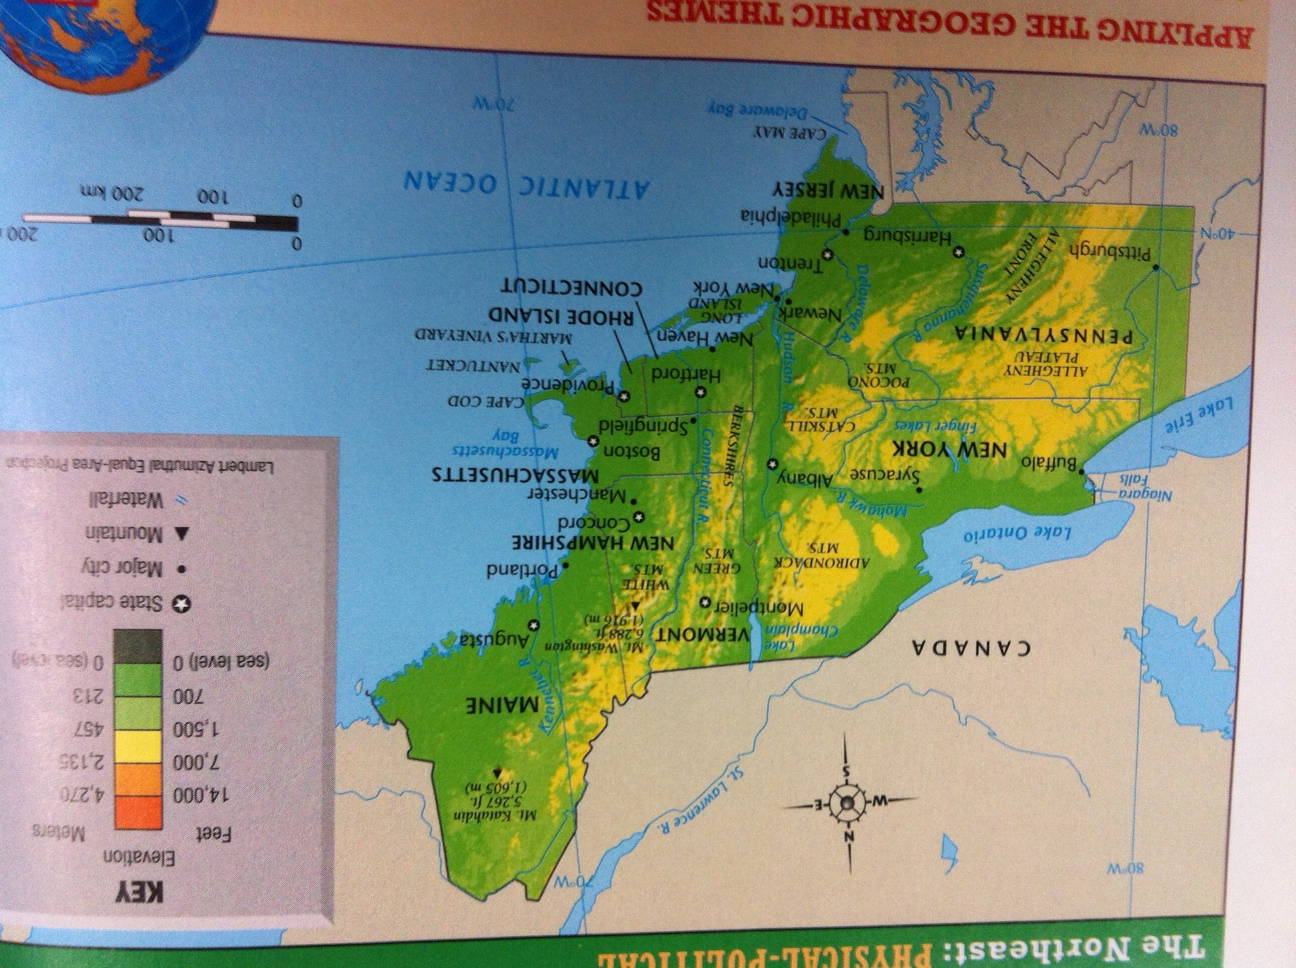 The Northeast: PHYSICAL-POLITICAL
80°W
70°W
KEY
Elevation
Feet
Meters
14,000
4,270
7,000
2,135
1,500
457
700
213
(sea level) 0
0 (sea level)
State capital
Major city
Mountain
Waterfall
Lambert Azimuthal Equal-Area Projection
N
W
E
S
St. Lawrence R.
CANADA
Mt. Katahdin
5,267 ft.
(1,605 m)
MAINE
Kennebec R.
Augusta
Portland
Mt. Washington
6,288 ft.
(1,916 m)
WHITE
MTS.
NEW HAMPSHIRE
Concord
Manchester
VERMONT
Montpelier
Lake
Champlain
GREEN
MTS.
ADIRONDACK
MTS.
Lake Ontario
Niagara
Falls
Buffalo
Lake Erie
Mohawk R.
Syracuse
Albany
NEW YORK
Finger Lakes
CATSKILL
MTS.
Hudson R.
BERKSHIRES
Connecticut R.
MASSACHUSETTS
Massachusetts
Bay
Boston
Springfield
CAPE COD
Providence
NANTUCKET
MARTHA'S VINEYARD
Hartford
New Haven
RHODE ISLAND
CONNECTICUT
LONG
ISLAND
New York
Newark
POCONO
MTS.
ALLEGHENY
PLATEAU
PENNSYLVANIA
ALLEGHENY
FRONT
Susquehanna R.
Delaware R.
Pittsburgh
Harrisburg
Trenton
Philadelphia
NEW JERSEY
CAPE MAY
Delaware Bay
ATLANTIC OCEAN
40°N
0
100
200
0
100
200 km
80°W
70°W
APPLYING THE GEOGRAPHIC THEMES